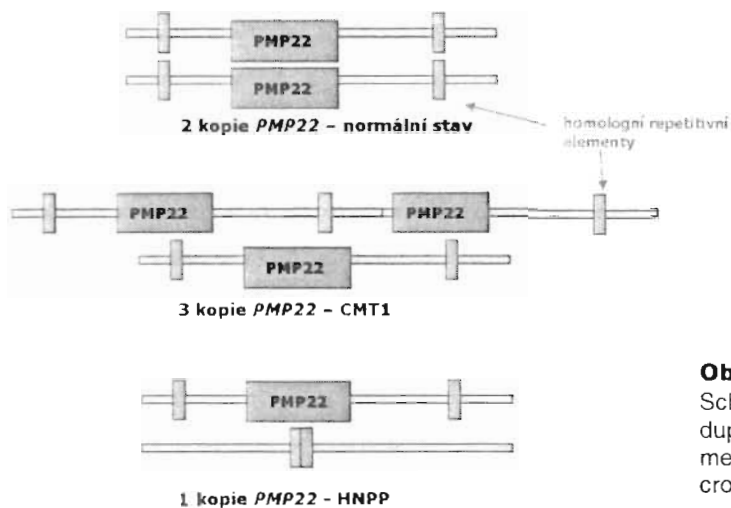 PMP22
PMP22
2 kopie PMP22 – normální stav
homologní repetitivní
elementy
PMP22
PMP22
PMP22
3 kopie PMP22 – CMT1
PMP22
1 kopie PMP22 - HNPP
Ob
Sch
dup
me
cro